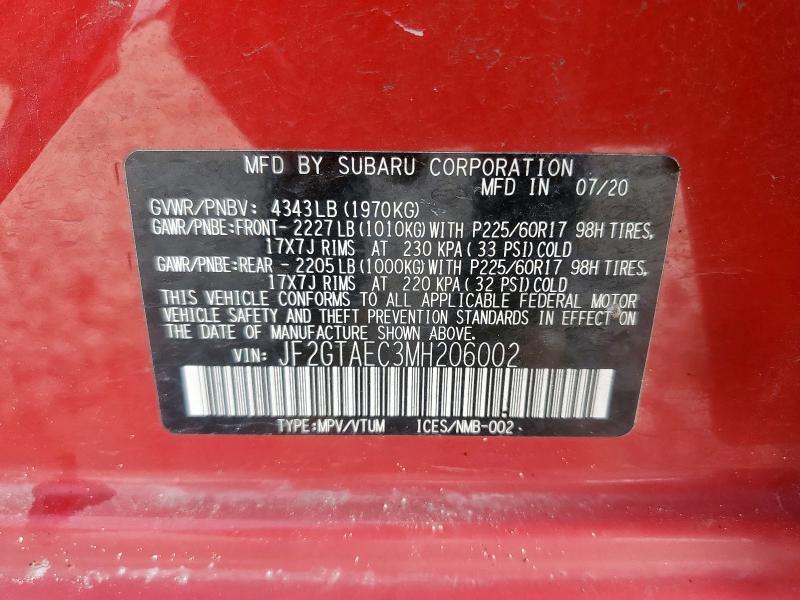 MFD BY SUBARU CORPORATION
MFD IN 07/20
GVWR/PNBV: 4343LB (1970KG)
GAWR/PNBE:FRONT- 2227LB (1010KG) WITH P225/60R17 98H TIRES,
17X7J RIMS AT 230 KPA (33 PSI) COLD
GAWR/PNBE:REAR - 2205LB (1000KG) WITH P225/60R17 98H TIRES,
17X7J RIMS AT 220 KPA (32 PSI) COLD
THIS VEHICLE CONFORMS TO ALL APPLICABLE FEDERAL MOTOR
VEHICLE SAFETY AND THEFT PREVENTION STANDARDS IN EFFECT ON
THE DATE OF MANUFACTURE SHOWN ABOVE.
VIN: JF2GTAEC3MH206002
TYPE:MPV/VTUM ICES/NMB-002